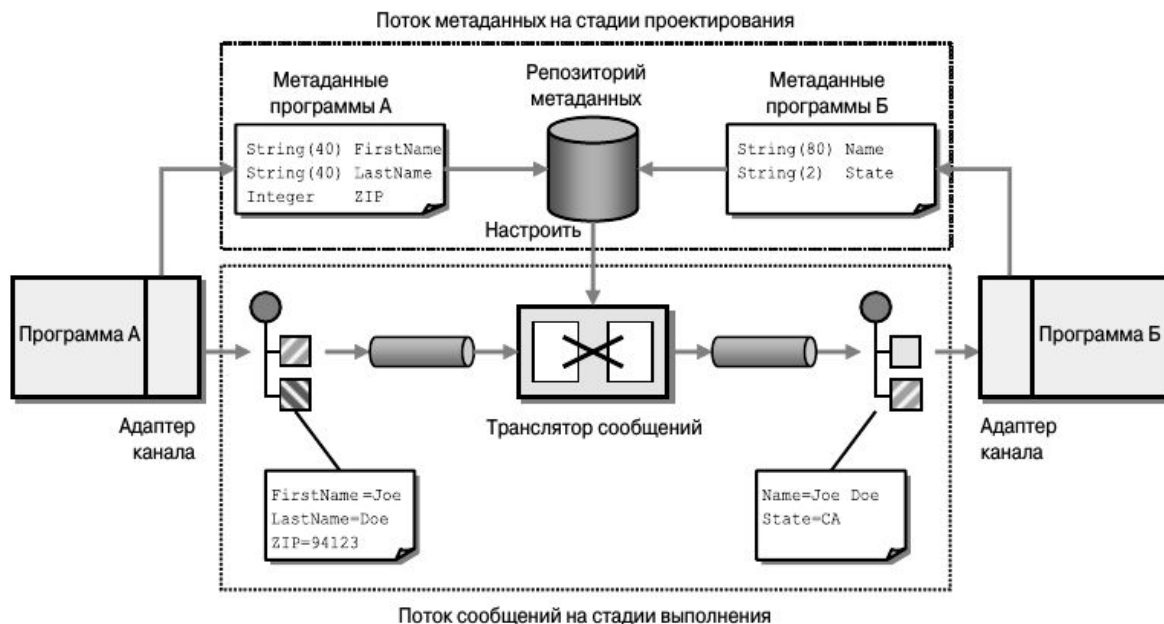 Поток метаданных на стадии проектирования
Метаданные
программы А
Репозиторий
метаданных
Метаданные
программы Б
String(40) FirstName
String(40) LastName
Integer ZIP
String(80) Name
String(2) State
Настроить
Программа А
Программа Б
Адаптер
канала
Транслятор сообщений
Адаптер
канала
FirstName=Joe
LastName=Doe
ZIP=94123
Name=Joe Doe
State=CA
Поток сообщений на стадии выполнения